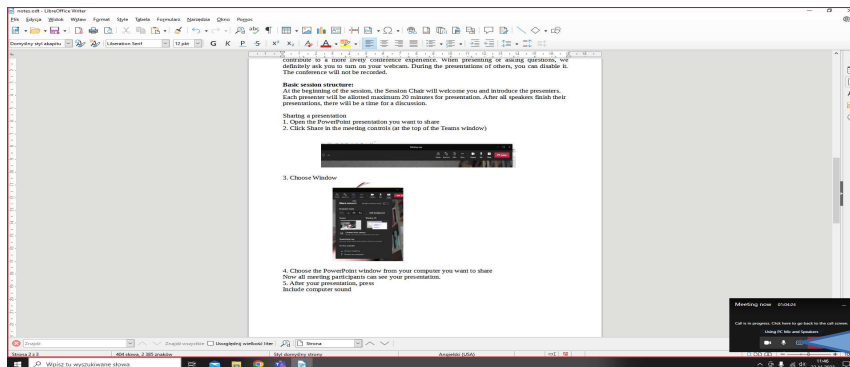 notes.odt - LibreOffice Writer
Plik Edycja Widok Wstaw Format Style Tabela Formularz Narzędzia Okno Pomoc
Domyślny styl akapitu Liberation Serif 12 pkt G K P S
contribute to a more lively conference experience. When presenting or asking questions, we
definitely ask you to turn on your webcam. During the presentations of others, you can disable it.
The conference will not be recorded.
Basic session structure:
At the beginning of the session, the Session Chair will welcome you and introduce the presenters.
Each presenter will be allotted maximum 20 minutes for presentation. After all speakers finish their
presentations, there will be a time for a discussion.
Sharing a presentation
1. Open the PowerPoint presentation you want to share
2. Click Share in the meeting controls (at the top of the Teams window)
3. Choose Window
4. Choose the PowerPoint window from your computer you want to share
Now all meeting participants can see your presentation.
5. After your presentation, press
Include computer sound
Meeting now 01:04:24
Call is in progress. Click here to go back to the call screen.
Using PC Mic and Speakers
Znajdź Znajdź wszystkie Uwzględnij wielkość liter Strona
Strona 2 z 3 404 słowa, 2 385 znaków Styl domyślny strony Angielski (USA)
Wpisz tu wyszukiwane słowa
11:46